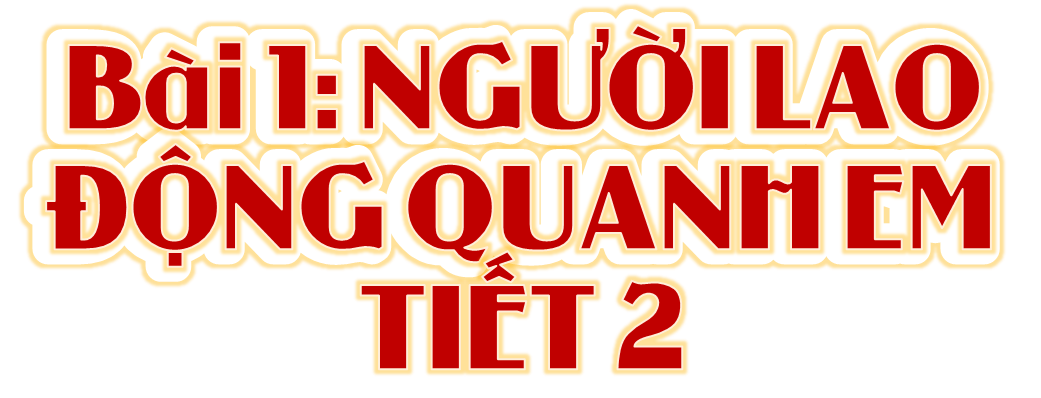 Bài 1: NGƯỜI LAO
ĐỘNG QUANH EM
TIẾT 2